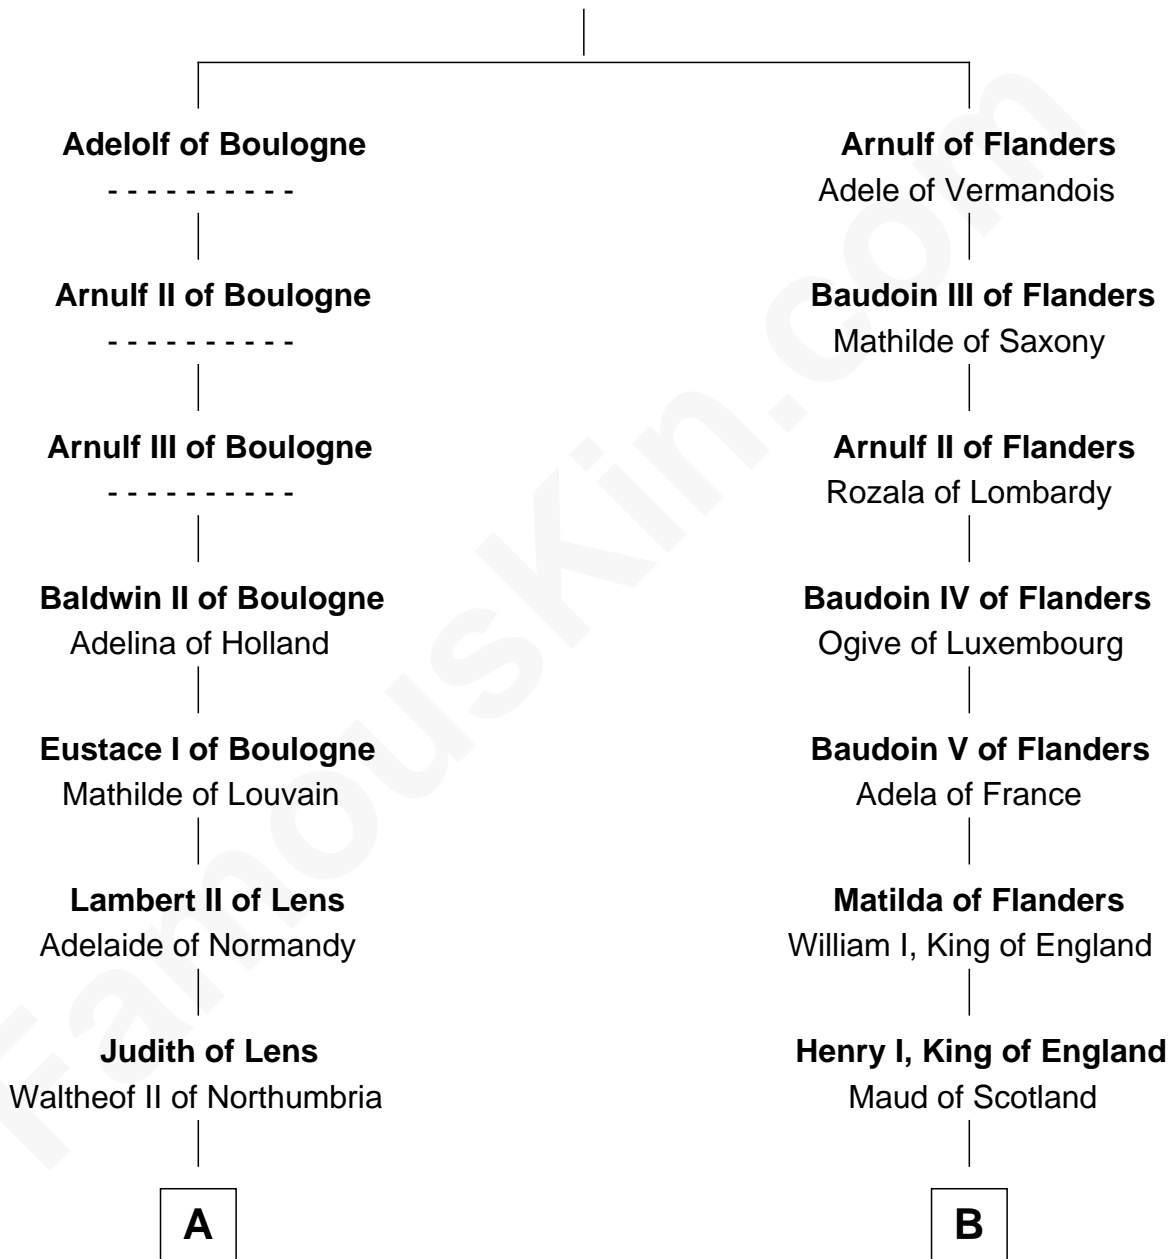 Adelolf of Boulogne
- - - - - - - - - -
Arnulf II of Boulogne
- - - - - - - - - -
Arnulf III of Boulogne
- - - - - - - - - -
Baldwin II of Boulogne
Adelina of Holland
Eustace I of Boulogne
Mathilde of Louvain
Lambert II of Lens
Adelaide of Normandy
Judith of Lens
Waltheof II of Northumbria
A
Arnulf of Flanders
Adele of Vermandois
Baudoin III of Flanders
Mathilde of Saxony
Arnulf II of Flanders
Rozala of Lombardy
Baudoin IV of Flanders
Ogive of Luxembourg
Baudoin V of Flanders
Adela of France
Matilda of Flanders
William I, King of England
Henry I, King of England
Maud of Scotland
B
FamousKin.com